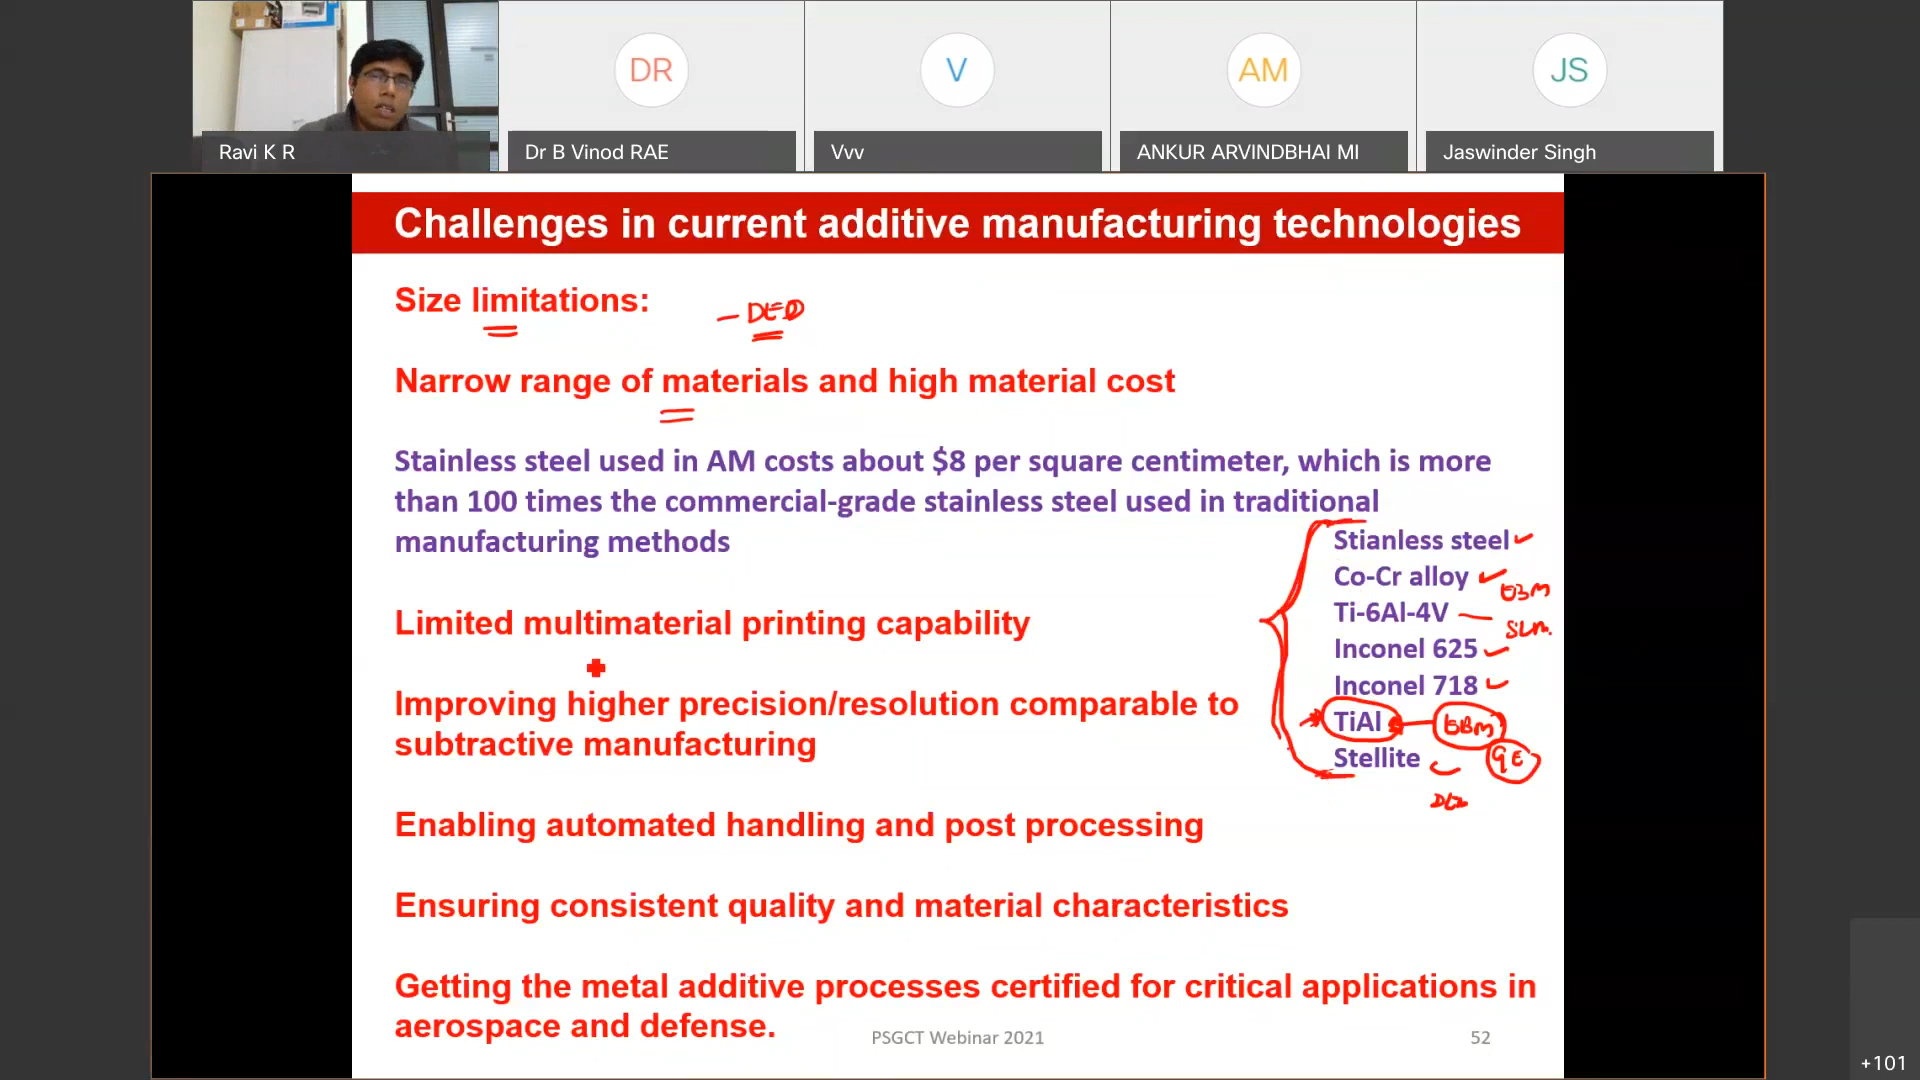 DR
V
AM
JS
Ravi K R
Dr B Vinod RAE
Vvv
ANKUR ARVINDBHAI MI
Jaswinder Singh
Challenges in current additive manufacturing technologies
Size limitations:
– DED
Narrow range of materials and high material cost
Stainless steel used in AM costs about $8 per square centimeter, which is more
than 100 times the commercial-grade stainless steel used in traditional
manufacturing methods
Stianless steel
Co-Cr alloy
EBM
Ti-6Al-4V
SLM.
Inconel 625
Inconel 718
TiAl
EBM
Stellite
GE
Limited multimaterial printing capability
Improving higher precision/resolution comparable to
subtractive manufacturing
Enabling automated handling and post processing
Ensuring consistent quality and material characteristics
Getting the metal additive processes certified for critical applications in
aerospace and defense.
PSGCT Webinar 2021
52
+101